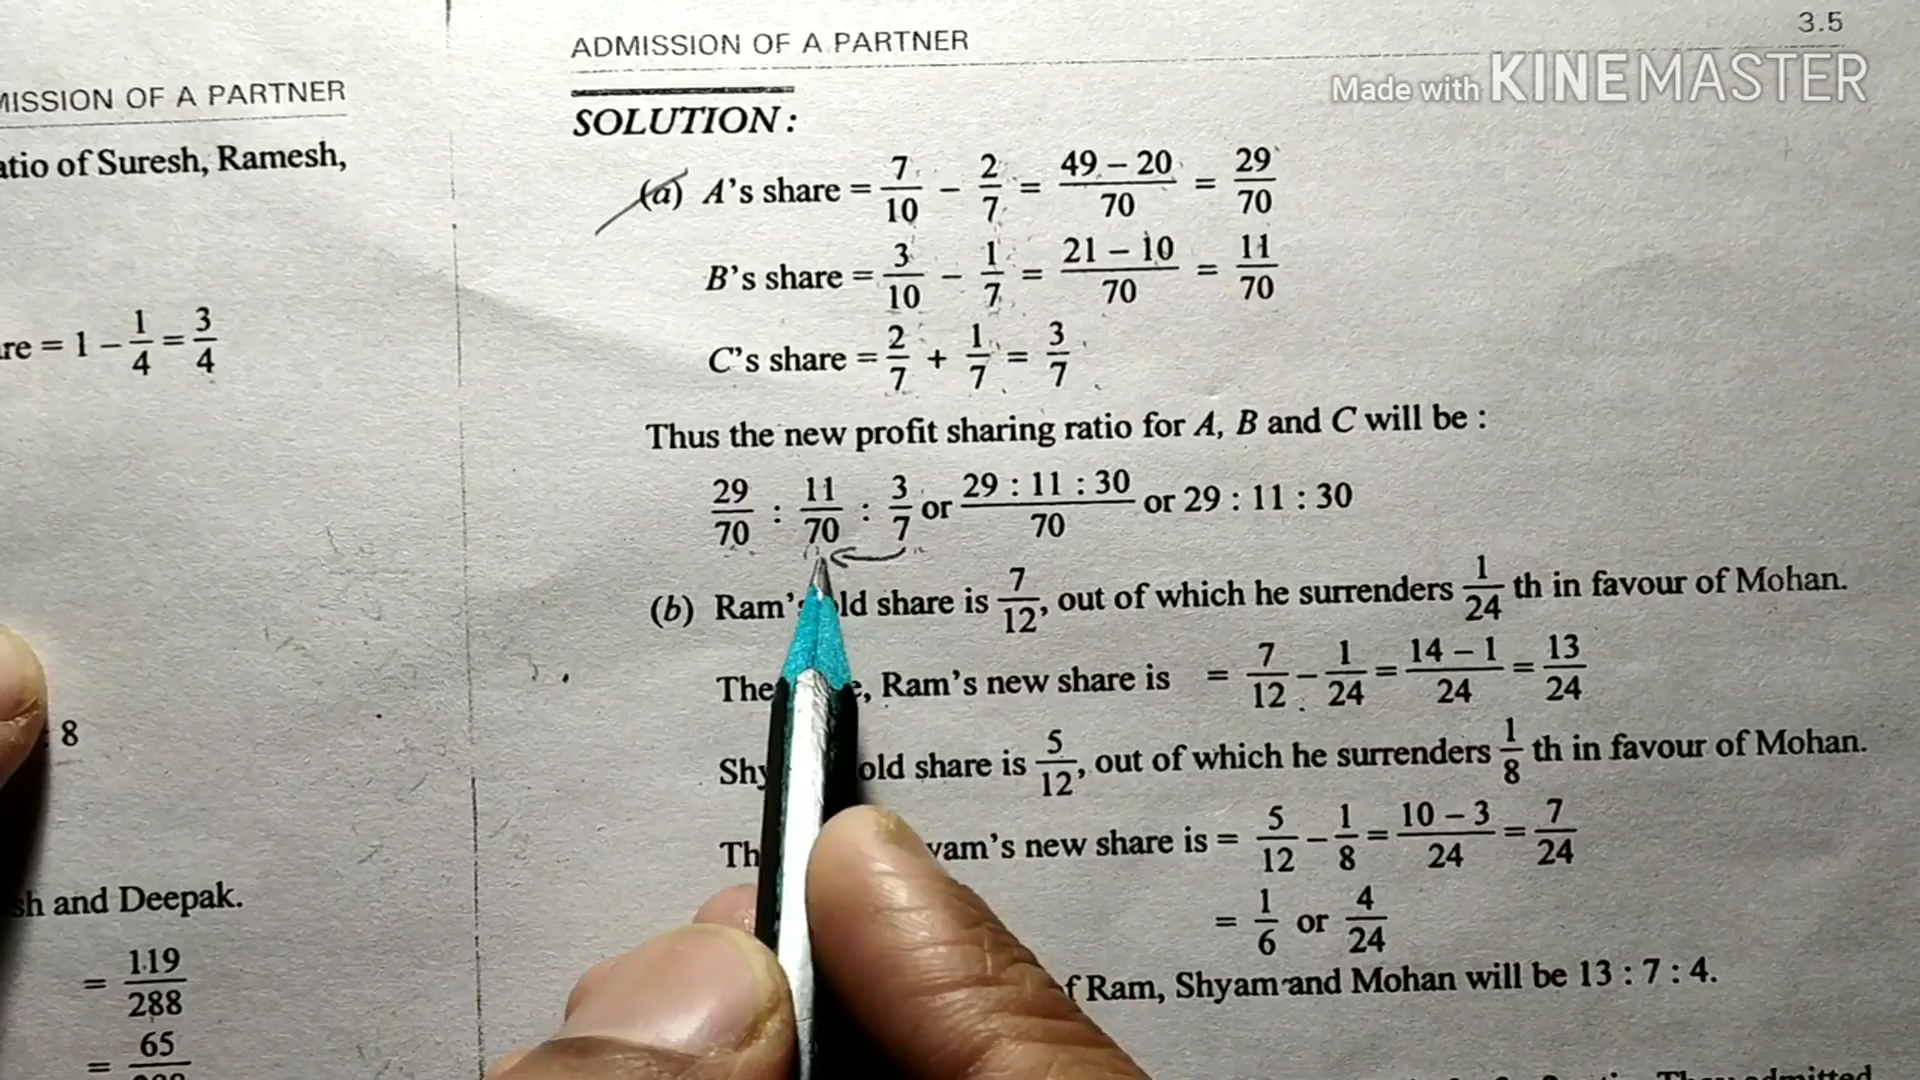 MISSION OF A PARTNER
atio of Suresh, Ramesh,
re = 1 – 1/4 = 3/4
8
sh and Deepak.
= 119/288
= 65
ADMISSION OF A PARTNER
3.5
Made with KINEMASTER
SOLUTION :
(a) A's share = 7/10 – 2/7 = 49 – 20/70 = 29/70
B's share = 3/10 – 1/7 = 21 – 10/70 = 11/70
C's share = 2/7 + 1/7 = 3/7
Thus the new profit sharing ratio for A, B and C will be :
29/70 : 11/70 : 3/7 or 29 : 11 : 30/70 or 29 : 11 : 30
(b) Ram' ld share is 7/12, out of which he surrenders 1/24 th in favour of Mohan.
The e, Ram's new share is = 7/12 – 1/24 = 14 – 1/24 = 13/24
Shy old share is 5/12, out of which he surrenders 1/8 th in favour of Mohan.
Th yam's new share is = 5/12 – 1/8 = 10 – 3/24 = 7/24
= 1/6 or 4/24
f Ram, Shyam and Mohan will be 13 : 7 : 4.
They admitted